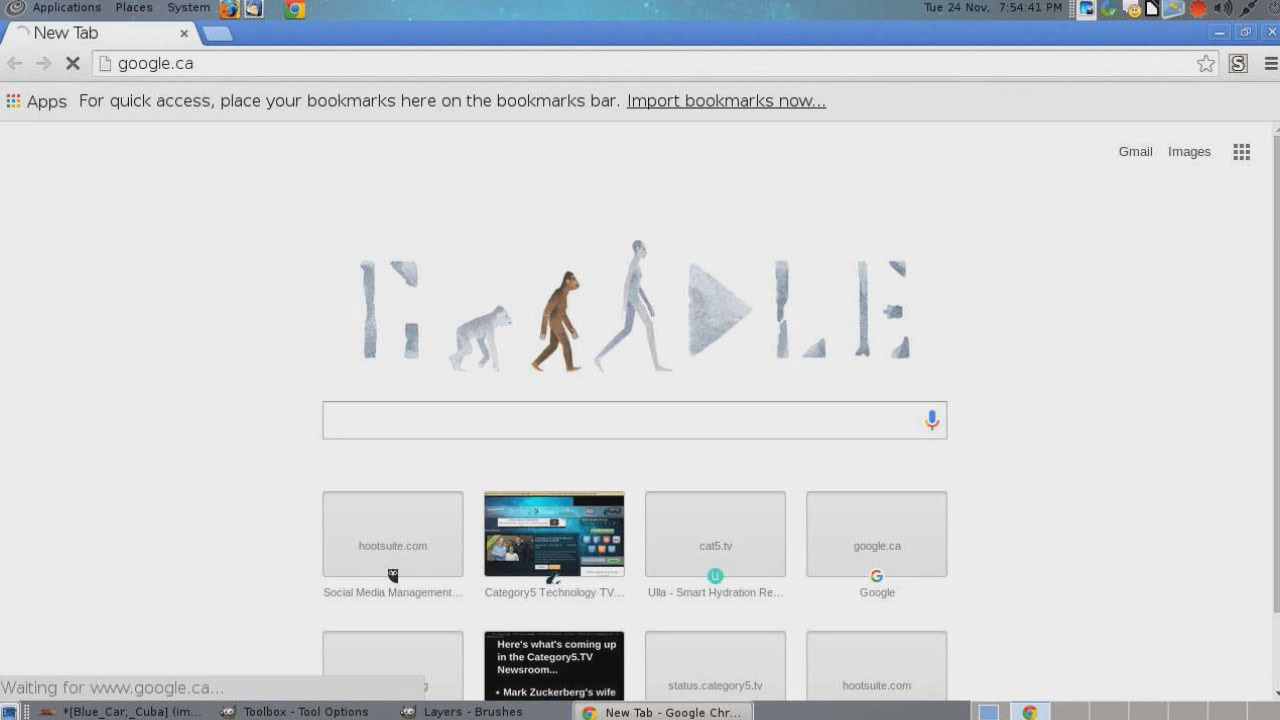 Applications Places System
Tue 24 Nov, 7:54:41 PM
New Tab
google.ca
Apps For quick access, place your bookmarks here on the bookmarks bar. Import bookmarks now...
Gmail Images
hootsuite.com
cat5.tv
google.ca
Social Media Management...
Category5 Technology TV...
Ulla - Smart Hydration Re...
Google
Here's what's coming up
in the Category5.TV
Newsroom...
• Mark Zuckerberg's wife
status.category5.tv
hootsuite.com
g
Waiting for www.google.ca...
*[Blue_Car,_Cuba] (im...
Toolbox - Tool Options
Layers - Brushes
New Tab - Google Chr...